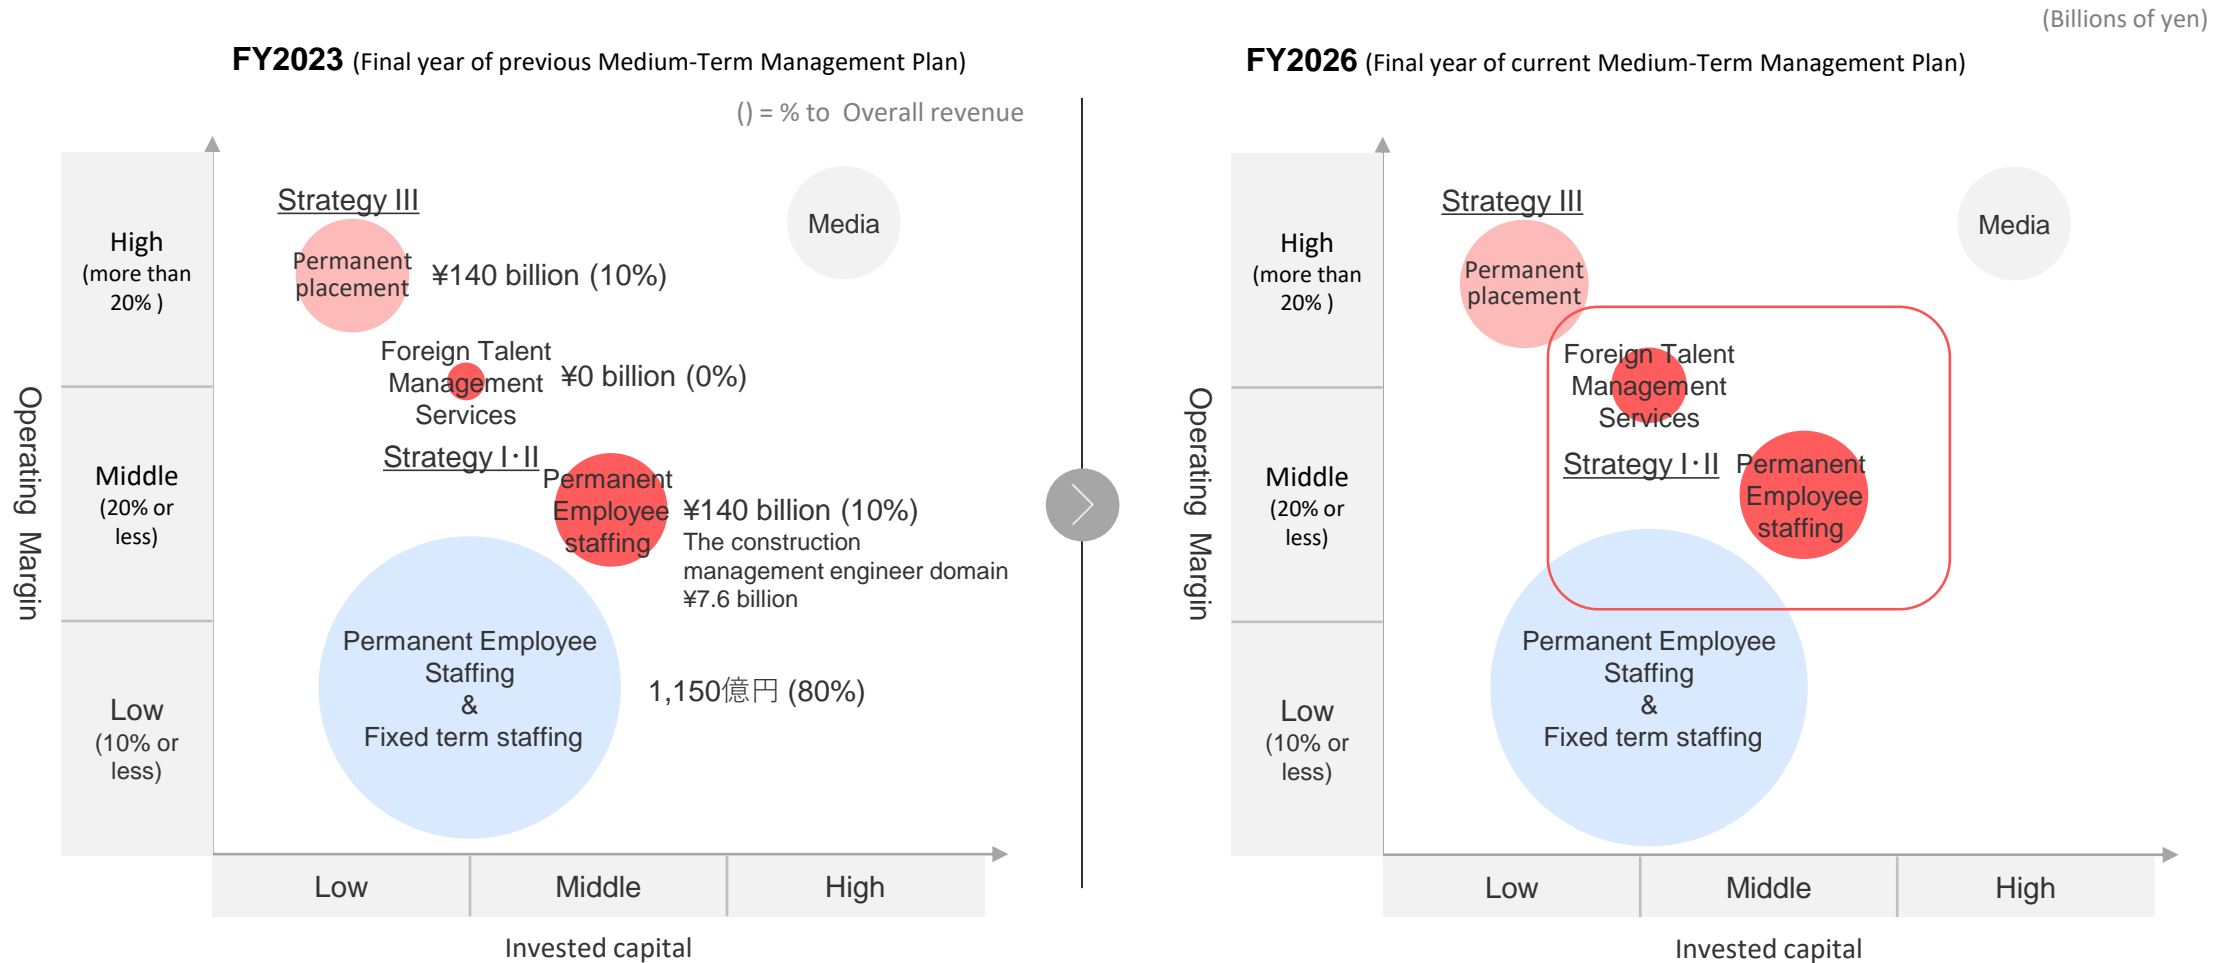 (Billions of yen)
FY2023 (Final year of previous Medium-Term Management Plan)
() = % to Overall revenue
Operating Margin
High
(more than
20% )
Middle
(20% or
less)
Low
(10% or
less)
Strategy III
Permanent
placement
¥140 billion (10%)
Media
Foreign Talent
Management
Services
¥0 billion (0%)
Strategy I・II
Permanent
Employee
staffing
¥140 billion (10%)
The construction
management engineer domain
¥7.6 billion
Permanent Employee
Staffing
&
Fixed term staffing
1,150億円 (80%)
Low
Middle
High
Invested capital
FY2026 (Final year of current Medium-Term Management Plan)
Operating Margin
High
(more than
20% )
Middle
(20% or
less)
Low
(10% or
less)
Strategy III
Permanent
placement
Media
Foreign Talent
Management
Services
Strategy I・II
Permanent
Employee
staffing
Permanent Employee
Staffing
&
Fixed term staffing
Low
Middle
High
Invested capital